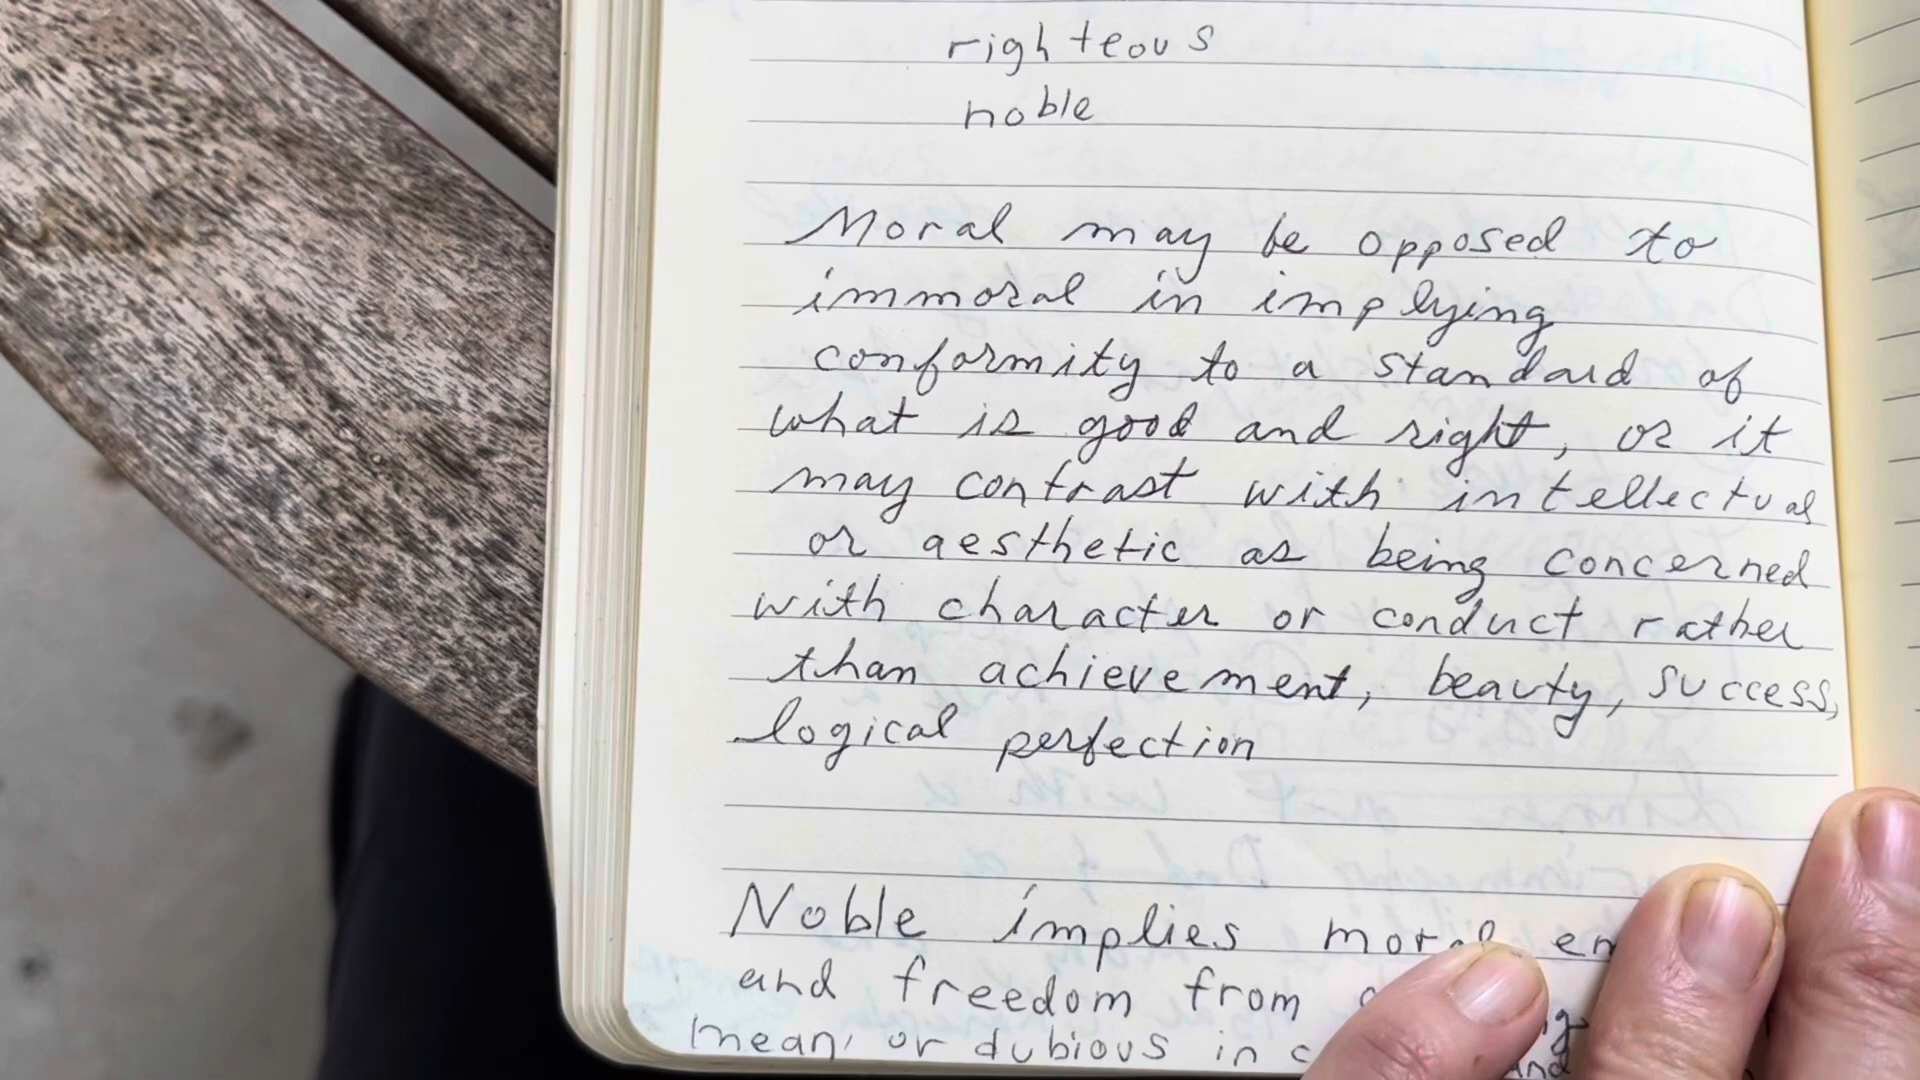 righteous
noble
Moral may be opposed to
immoral in implying
conformity to a standard of
what is good and right, or it
may contrast with intellectual
or aesthetic as being concerned
with character or conduct rather
than achievement, beauty, success,
logical perfection
Noble implies moral
and freedom from
mean, or dubious in